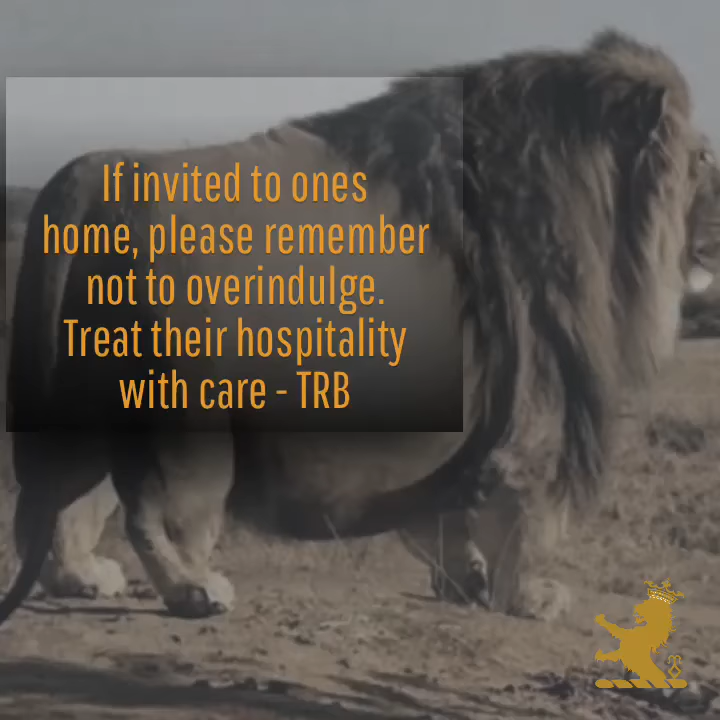 If invited to ones
home, please remember
not to overindulge.
Treat their hospitality
with care - TRB